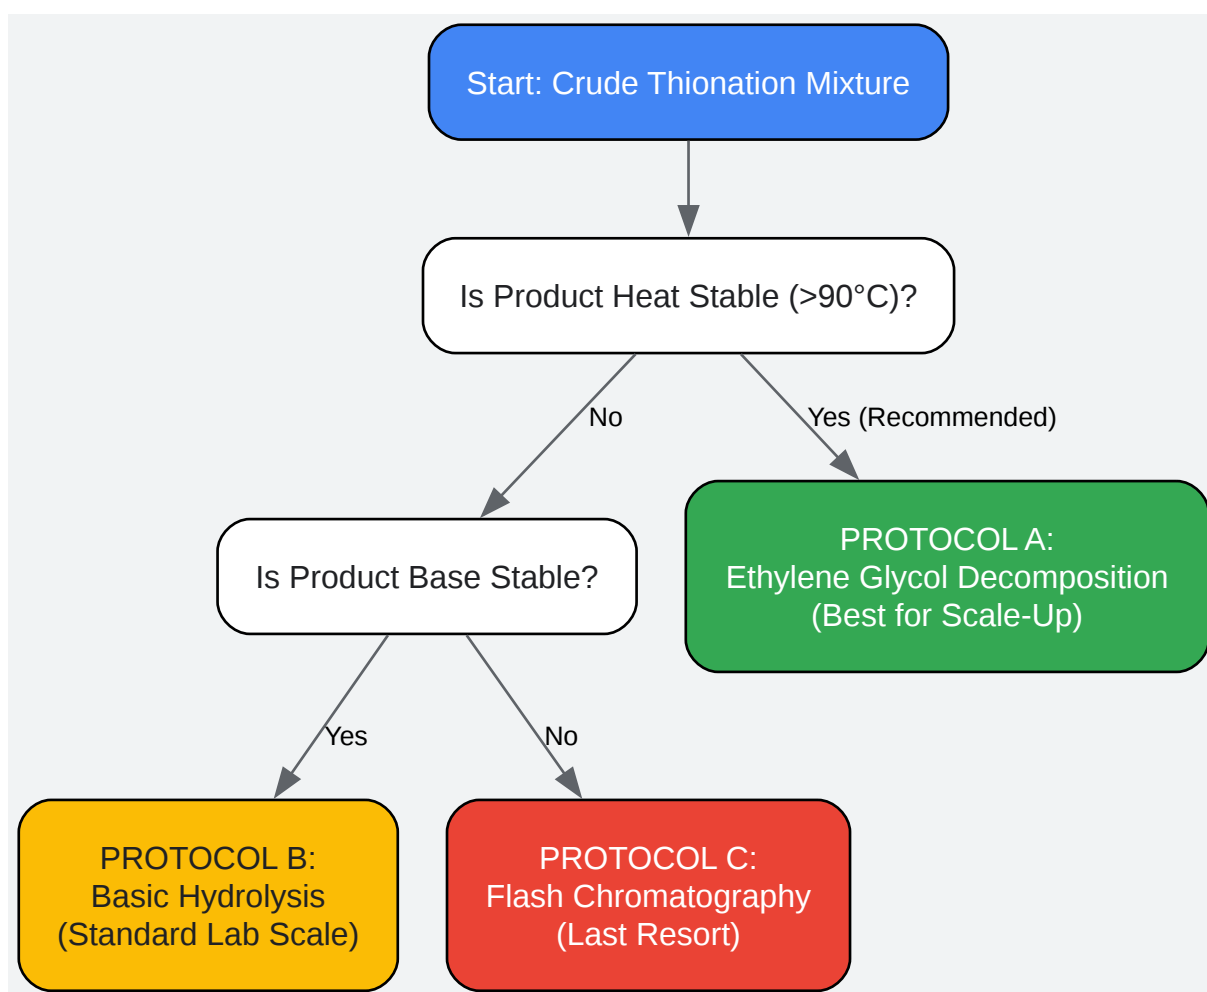 Start: Crude Thionation Mixture
Is Product Heat Stable (>90°C)?
No
Yes (Recommended)
PROTOCOL A:
Ethylene Glycol Decomposition
(Best for Scale-Up)
Is Product Base Stable?
Yes
No
PROTOCOL B:
Basic Hydrolysis
(Standard Lab Scale)
PROTOCOL C:
Flash Chromatography
(Last Resort)